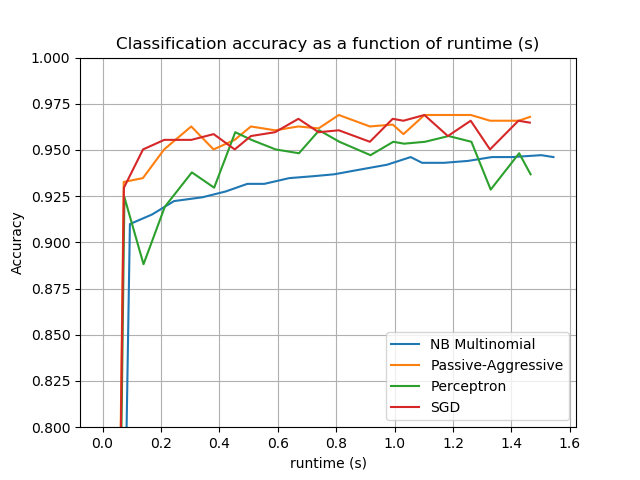 Classification accuracy as a function of runtime (s)
1.000
0.975
0.950
0.925
0.900
0.875
0.850
0.825
0.800
Accuracy
NB Multinomial
Passive-Aggressive
Perceptron
SGD
0.0 0.2 0.4 0.6 0.8 1.0 1.2 1.4 1.6
runtime (s)